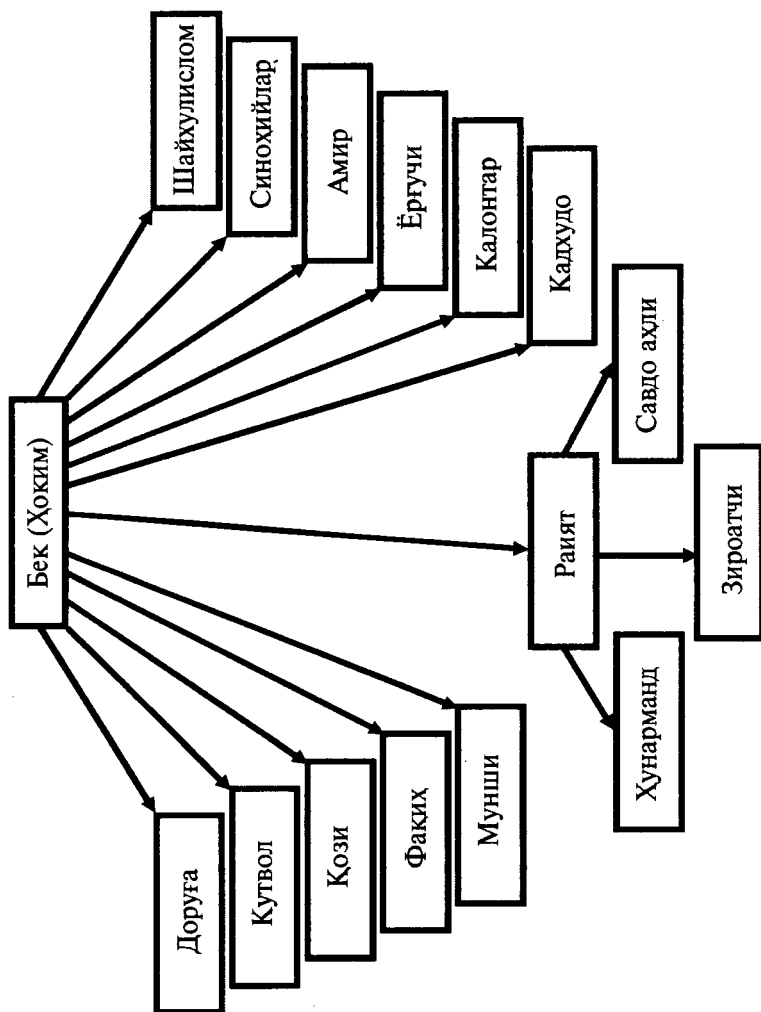 Бек (Ҳоким)
Доруға
Кутвол
Қози
Фақиҳ
Мунши
Шайхулислом
Синоҳийлар
Амир
Ёрғучи
Калонтар
Кадхудо
Раият
Ҳунарманд
Зироатчи
Савдо аҳли